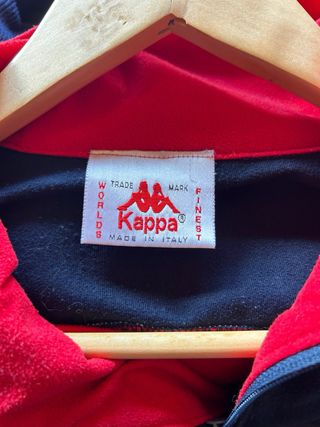 TRADE MARK
WORLDS
Kappa®
FINEST
MADE IN ITALY